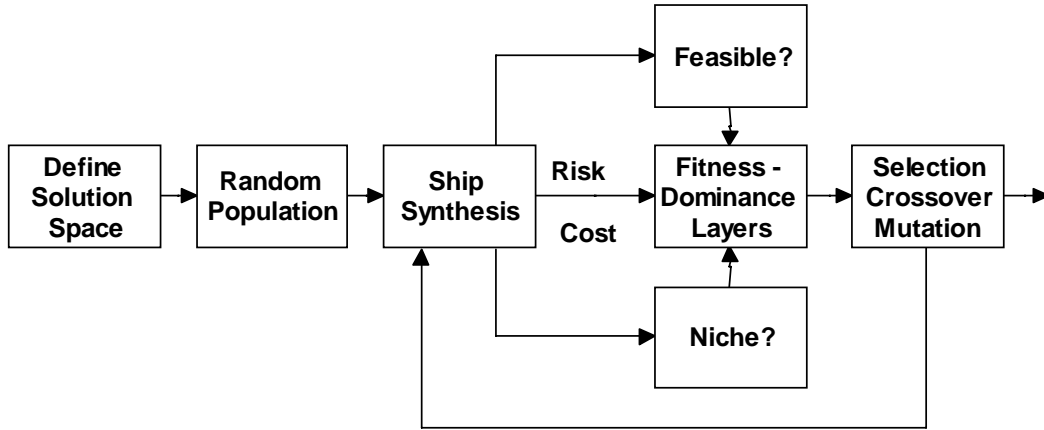 Feasible?
Define
Solution
Space
Random
Population
Ship
Synthesis
Risk
Cost
Fitness -
Dominance
Layers
Selection
Crossover
Mutation
Niche?